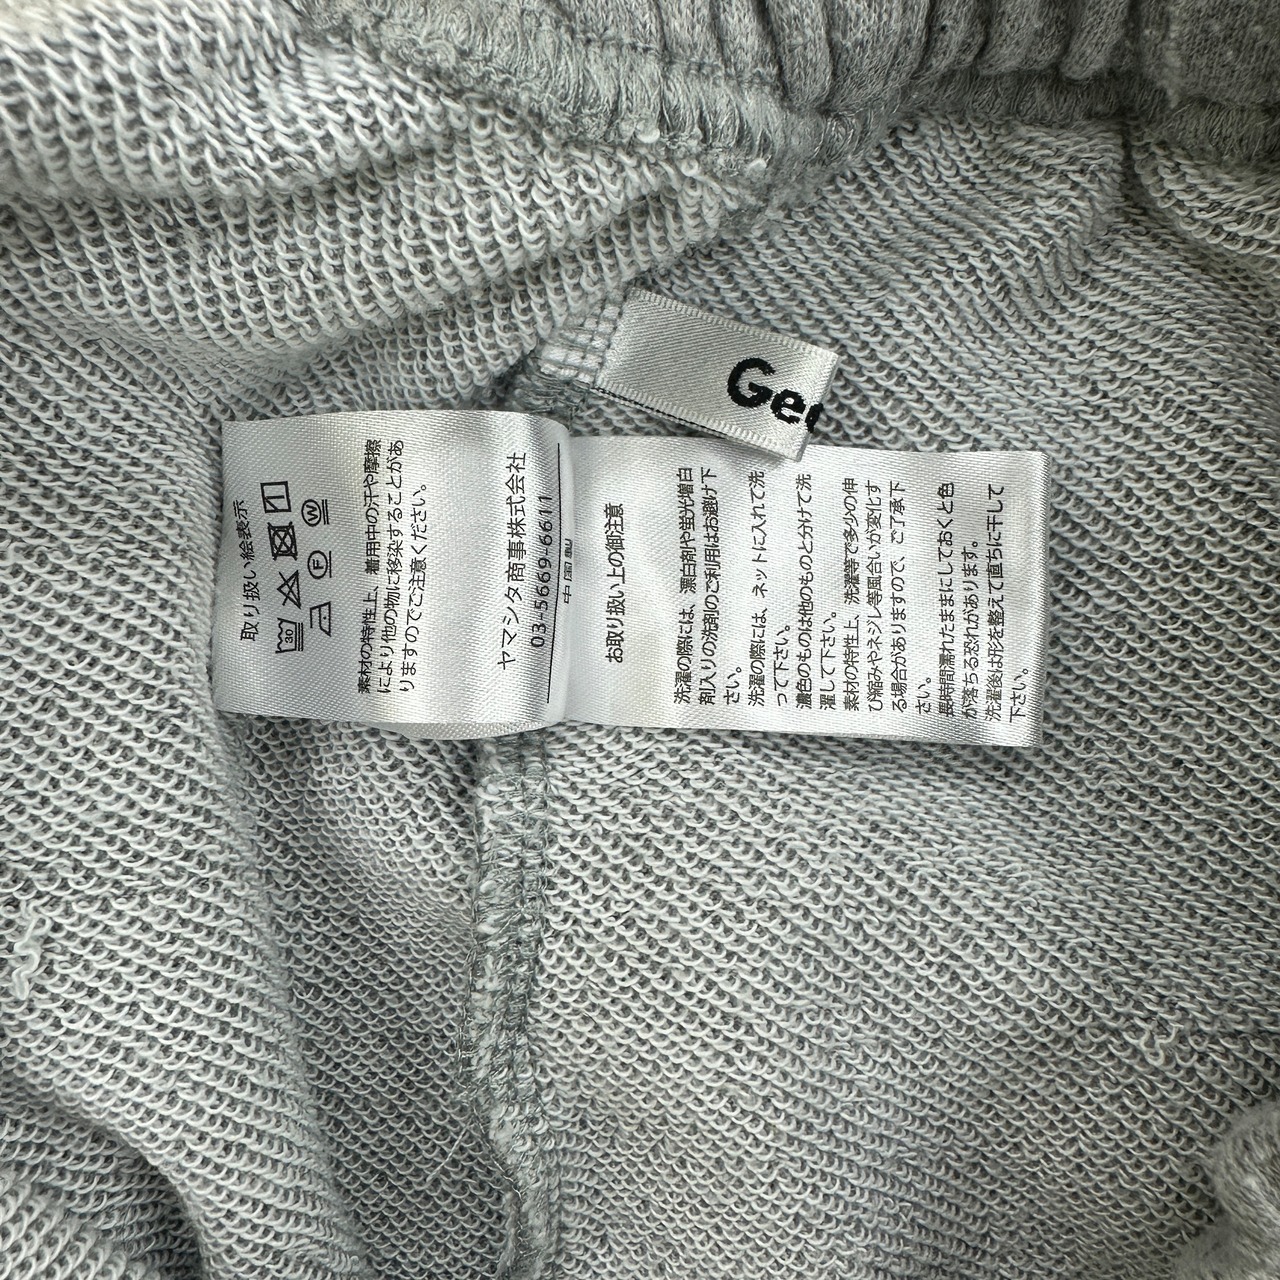 取り扱い絵表示
30
F
W
素材の特性上、着用中の汗や摩擦
により他の物に移染することがあ
りますのでご注意ください。
ヤマシタ商事株式会社
03-5669-6611
中国製
お取り扱い上の御注意
洗濯の際には、漂白剤や蛍光増白
剤入りの洗剤のご利用はお避け下
さい。
洗濯の際には、ネットに入れて洗
って下さい。
濃色のものは他のものと分けて洗
濯して下さい。
素材の特性上、洗濯等で多少の伸
び縮みやネジレ等風合いが変化す
る場合がありますので、ご了承下
さい。
長時間濡れたままにしておくと色
が落ちる恐れがあります。
洗濯後は形を整えて直ちに干して
下さい。